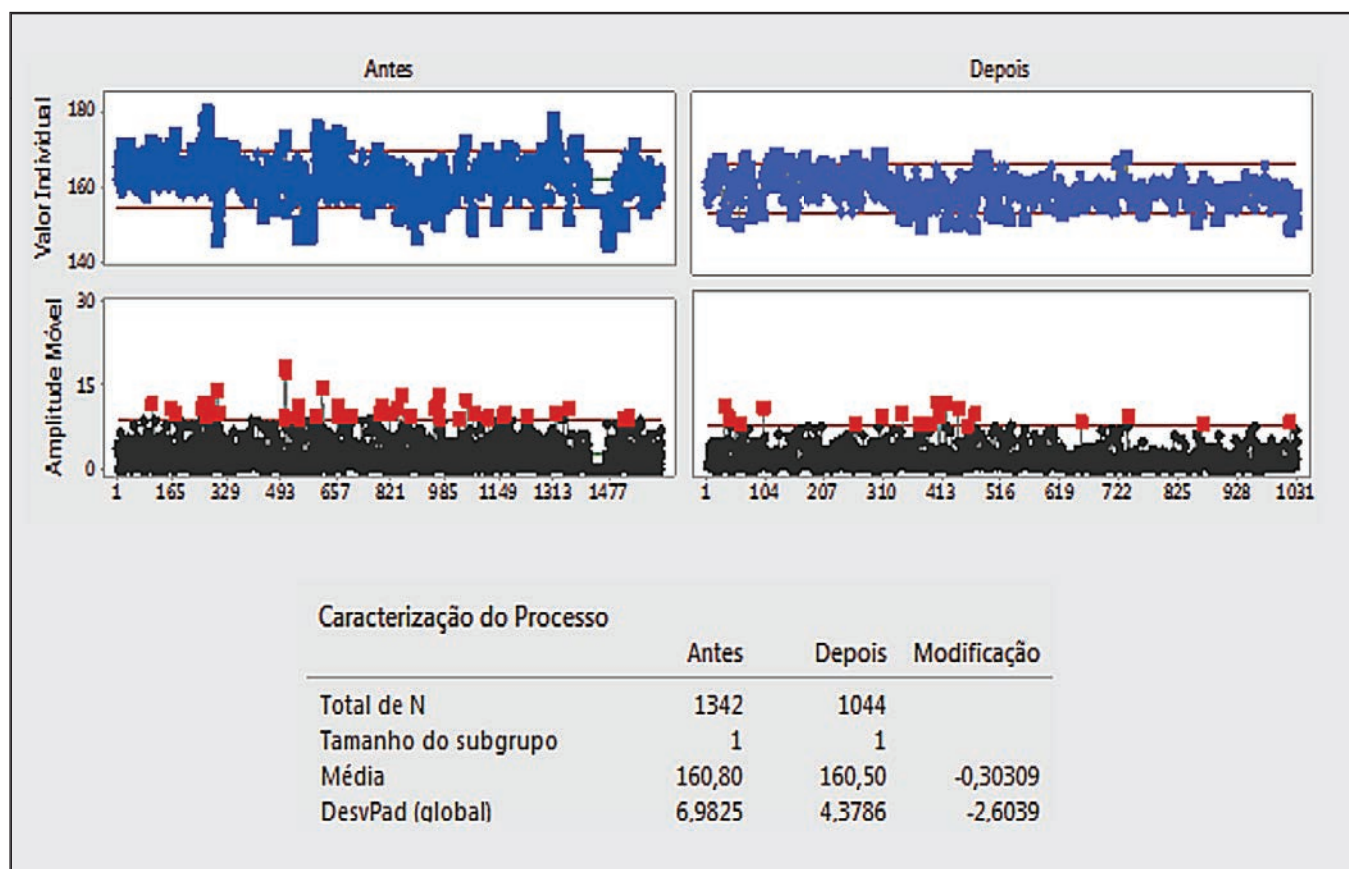 Antes Depois
Valor Individual
180
160
140
Amplitude Móvel
30
15
0
1 165 329 493 657 821 985 1149 1313 1477
1 104 207 310 413 516 619 722 825 928 1031
Caracterização do Processo
Antes Depois Modificação
Total de N 1342 1044
Tamanho do subgrupo 1 1
Média 160,80 160,50 -0,30309
DesvPad (global) 6,9825 4,3786 -2,6039